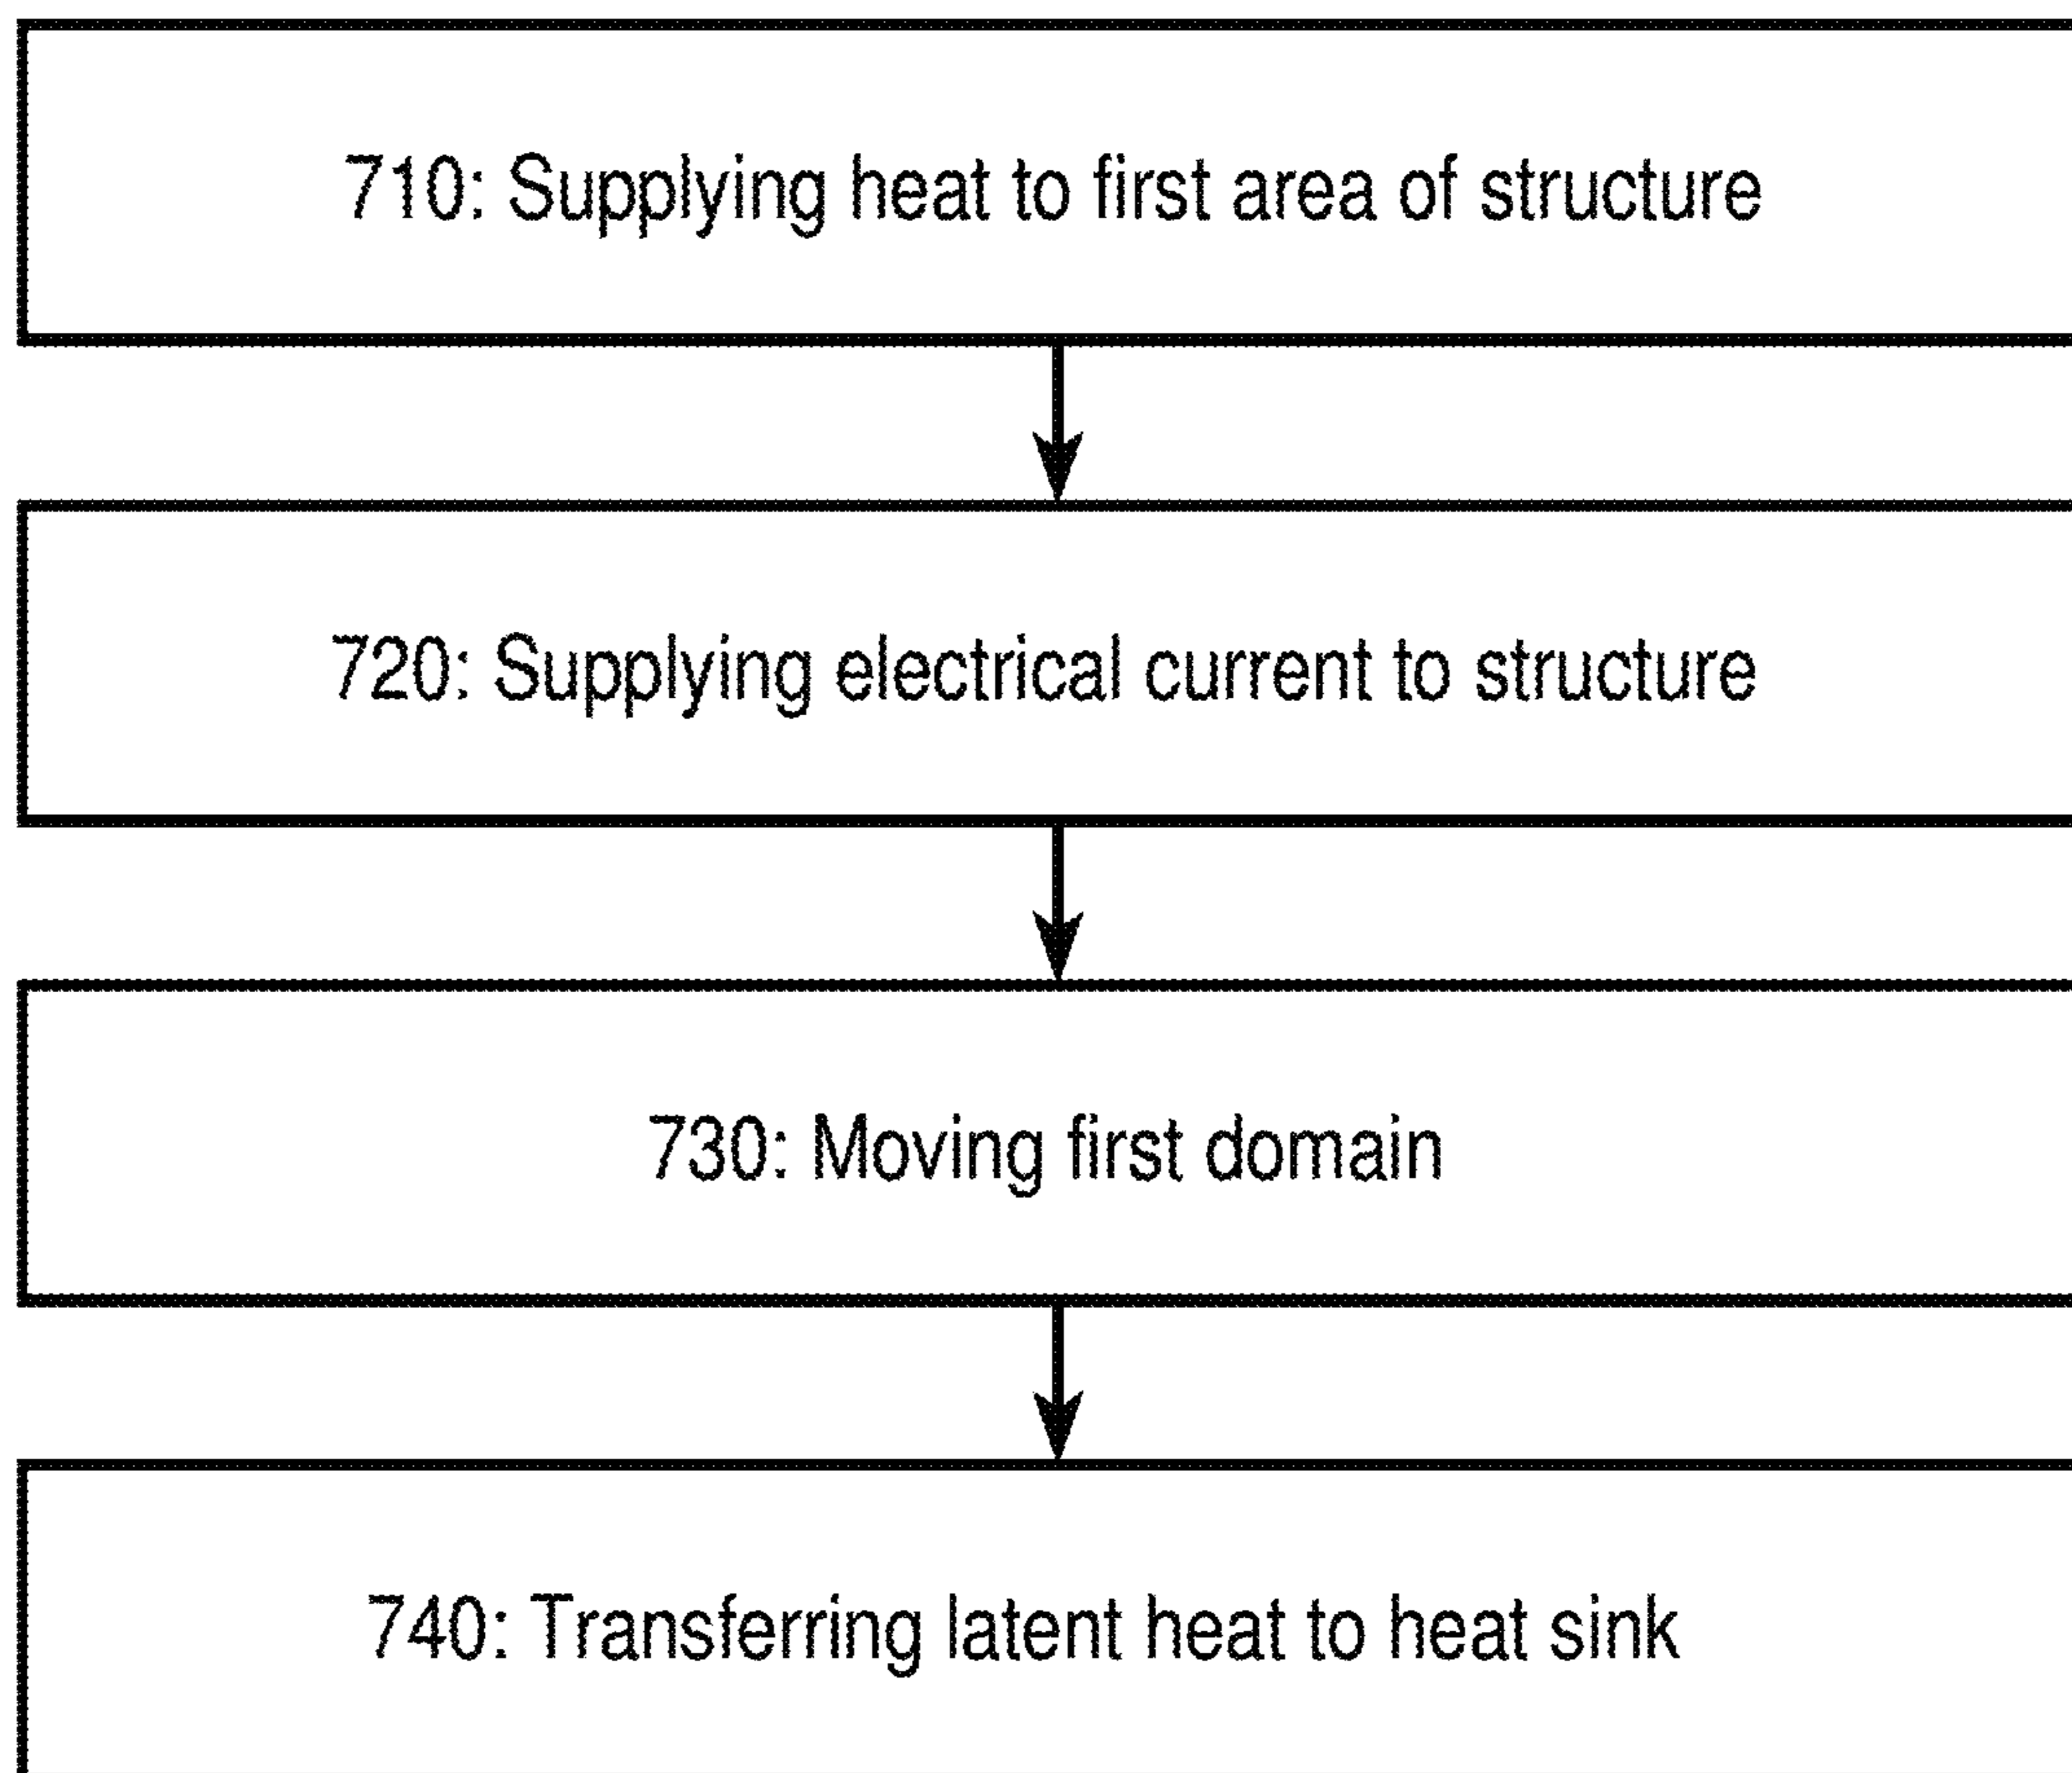 710: Supplying heat to first area of structure
720: Supplying electrical current to structure
730: Moving first domain
740: Transferring latent heat to heat sink